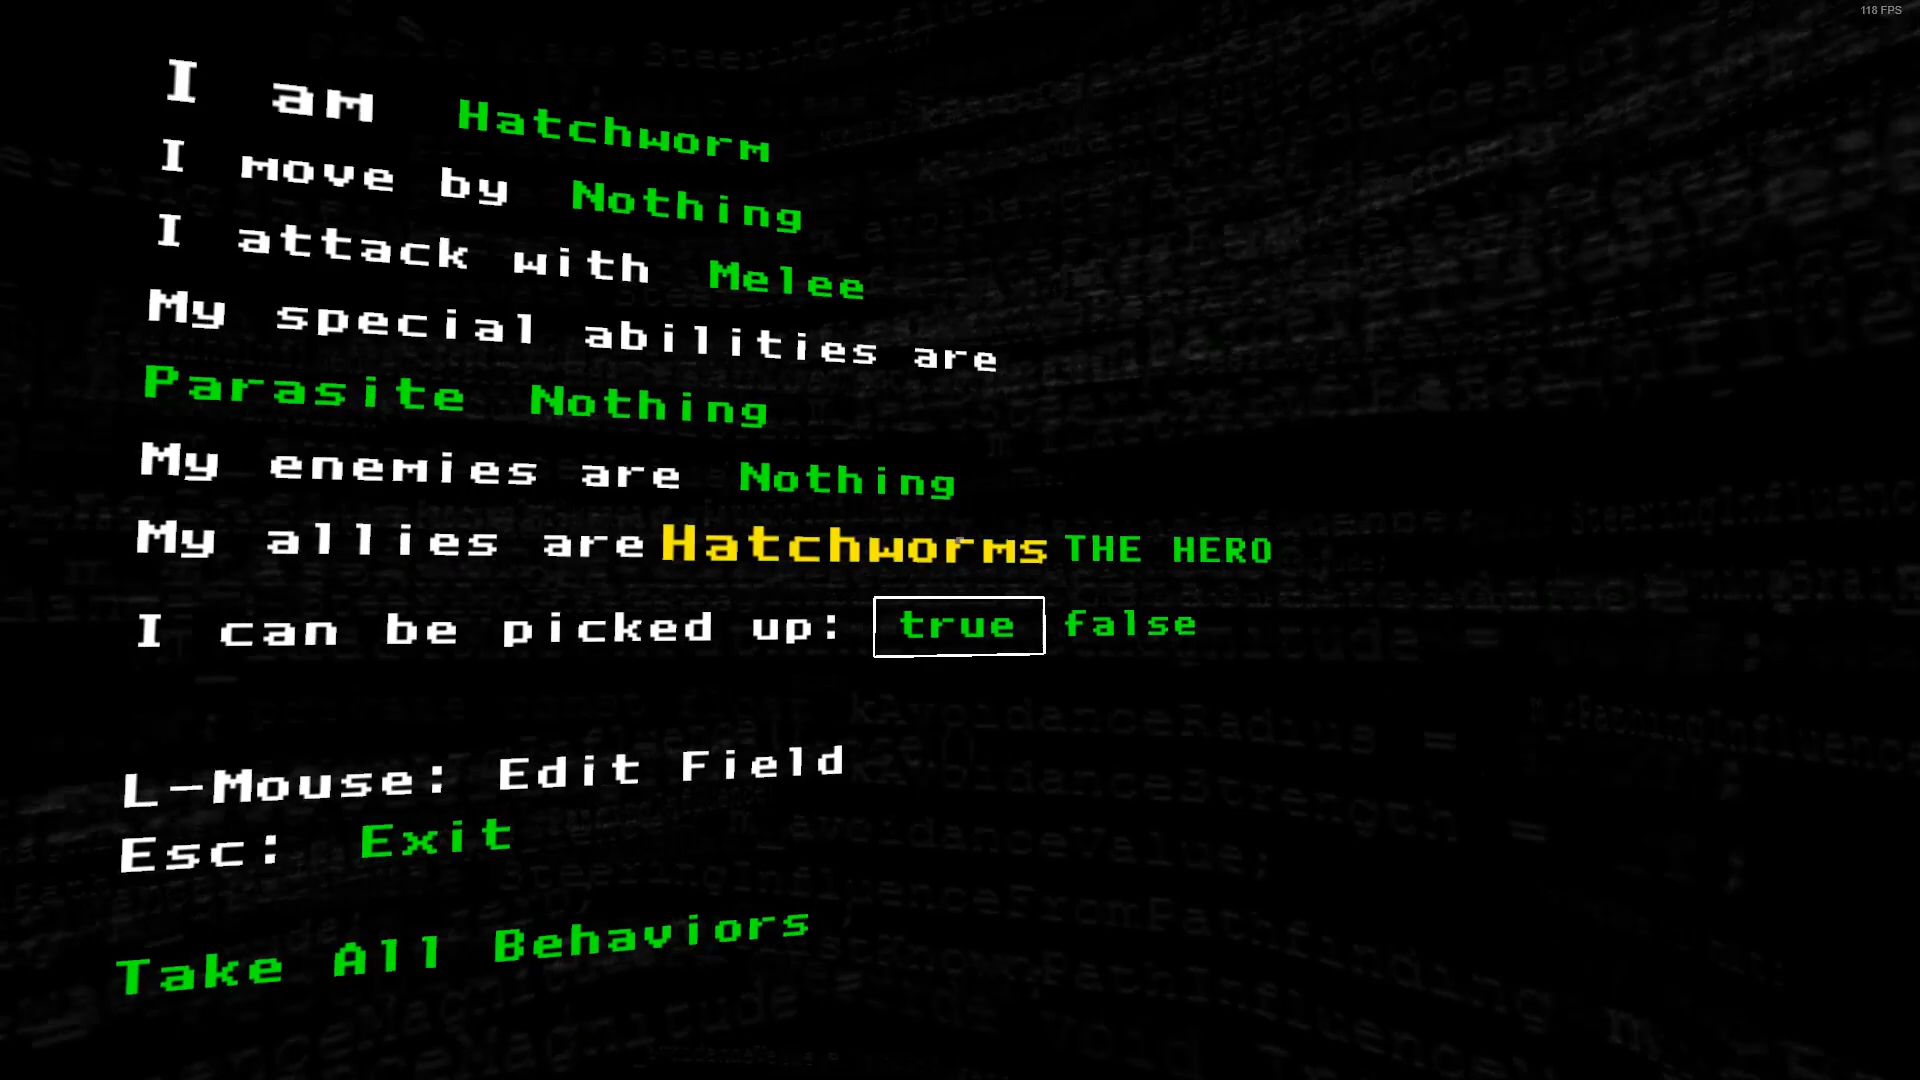 118 FPS
I am Hatchworm
I move by Nothing
I attack with Melee
My special abilities are
Parasite Nothing
My enemies are Nothing
My allies are Hatchworms THE HERO
I can be picked up: true false
L-Mouse: Edit Field
Esc: Exit
Take All Behaviors